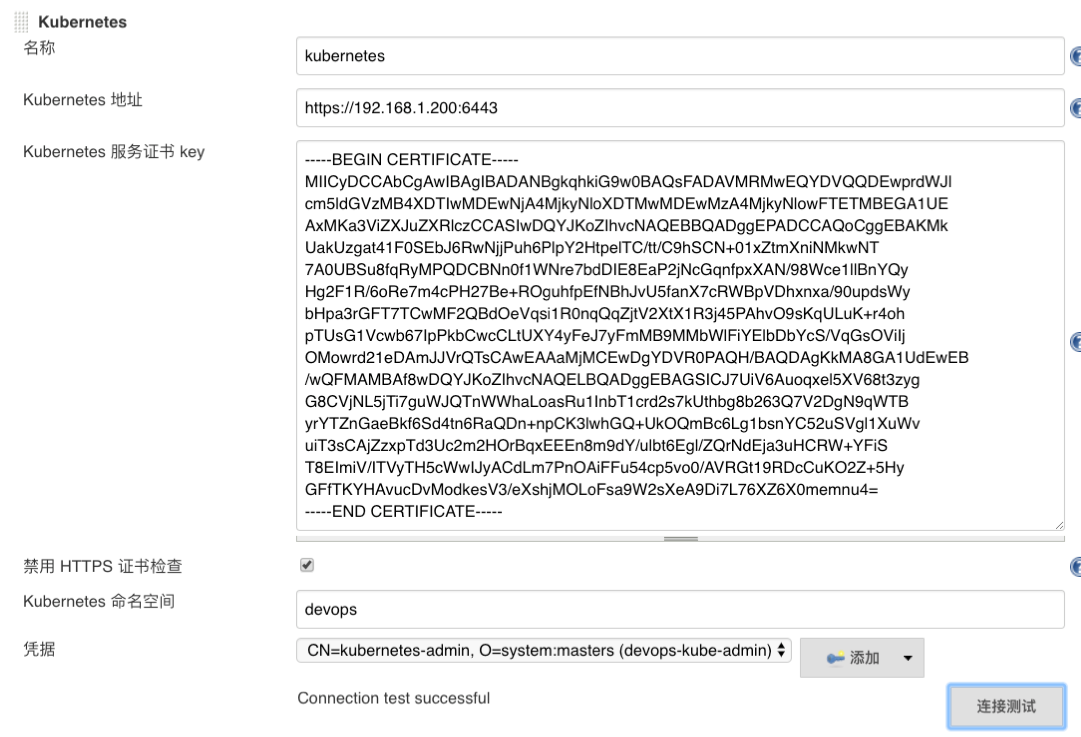 Kubernetes
名称
kubernetes
Kubernetes 地址
https://192.168.1.200:6443
Kubernetes 服务证书 key
-----BEGIN CERTIFICATE-----
MIICyDCCAbCgAwIBAgIBADANBgkqhkiG9w0BAQsFADAVMRMwEQYDVQQDEwprdWJl
cm5ldGVzMB4XDTIwMDEwNjA4MjkyNloXDTMwMDEwMzA4MjkyNlowFTETMBEGA1UE
AxMKa3ViZXJuZXRlczCCASIwDQYJKoZIhvcNAQEBBQADggEPADCCAQoCggEBAKMk
UakUzgat41F0SEbJ6RwNjjPuh6PlpY2HtpelTC/tt/C9hSCN+01xZtmXniNMkwNT
7A0UBSu8fqRyMPQDCBNn0f1WNre7bdDIE8EaP2jNcGqnfpxXAN/98Wce1IlBnYQy
Hg2F1R/6oRe7m4cPH27Be+ROguhfpEfNBhJvU5fanX7cRWBpVDhxnxa/90updsWy
bHpa3rGFT7TCwMF2QBdOeVqsi1R0nqQqZjtV2XtX1R3j45PAhvO9sKqULuK+r4oh
pTUsG1Vcwb67IpPkbCwcCLtUXY4yFeJ7yFmMB9MMbWlFiYElbDbYcS/VqGsOViIj
OMowrd21eDAmJJVrQTsCAwEAAaMjMCEwDgYDVR0PAQH/BAQDAgKkMA8GA1UdEwEB
/wQFMAMBAf8wDQYJKoZIhvcNAQELBQADggEBAGSICJ7UiV6Auoqxel5XV68t3zyg
G8CVjNL5jTi7guWJQTnWWhaLoasRu1InbT1crd2s7kUthbg8b263Q7V2DgN9qWTB
yrYTZnGaeBkf6Sd4tn6RaQDn+npCK3lwhGQ+UkOQmBc6Lg1bsnYC52uSVgl1XuWv
uiT3sCAjZzxpTd3Uc2m2HOrBqxEEEn8m9dY/ulbt6Egl/ZQrNdEja3uHCRW+YFiS
T8EImiV/ITVyTH5cWwIJyACdLm7PnOAiFFu54cp5vo0/AVRGt19RDcCuKO2Z+5Hy
GFfTKYHAvucDvModkesV3/eXshjMOLoFsa9W2sXeA9Di7L76XZ6X0memnu4=
-----END CERTIFICATE-----
禁用 HTTPS 证书检查
Kubernetes 命名空间
devops
凭据
CN=kubernetes-admin, O=system:masters (devops-kube-admin)
添加
Connection test successful
连接测试